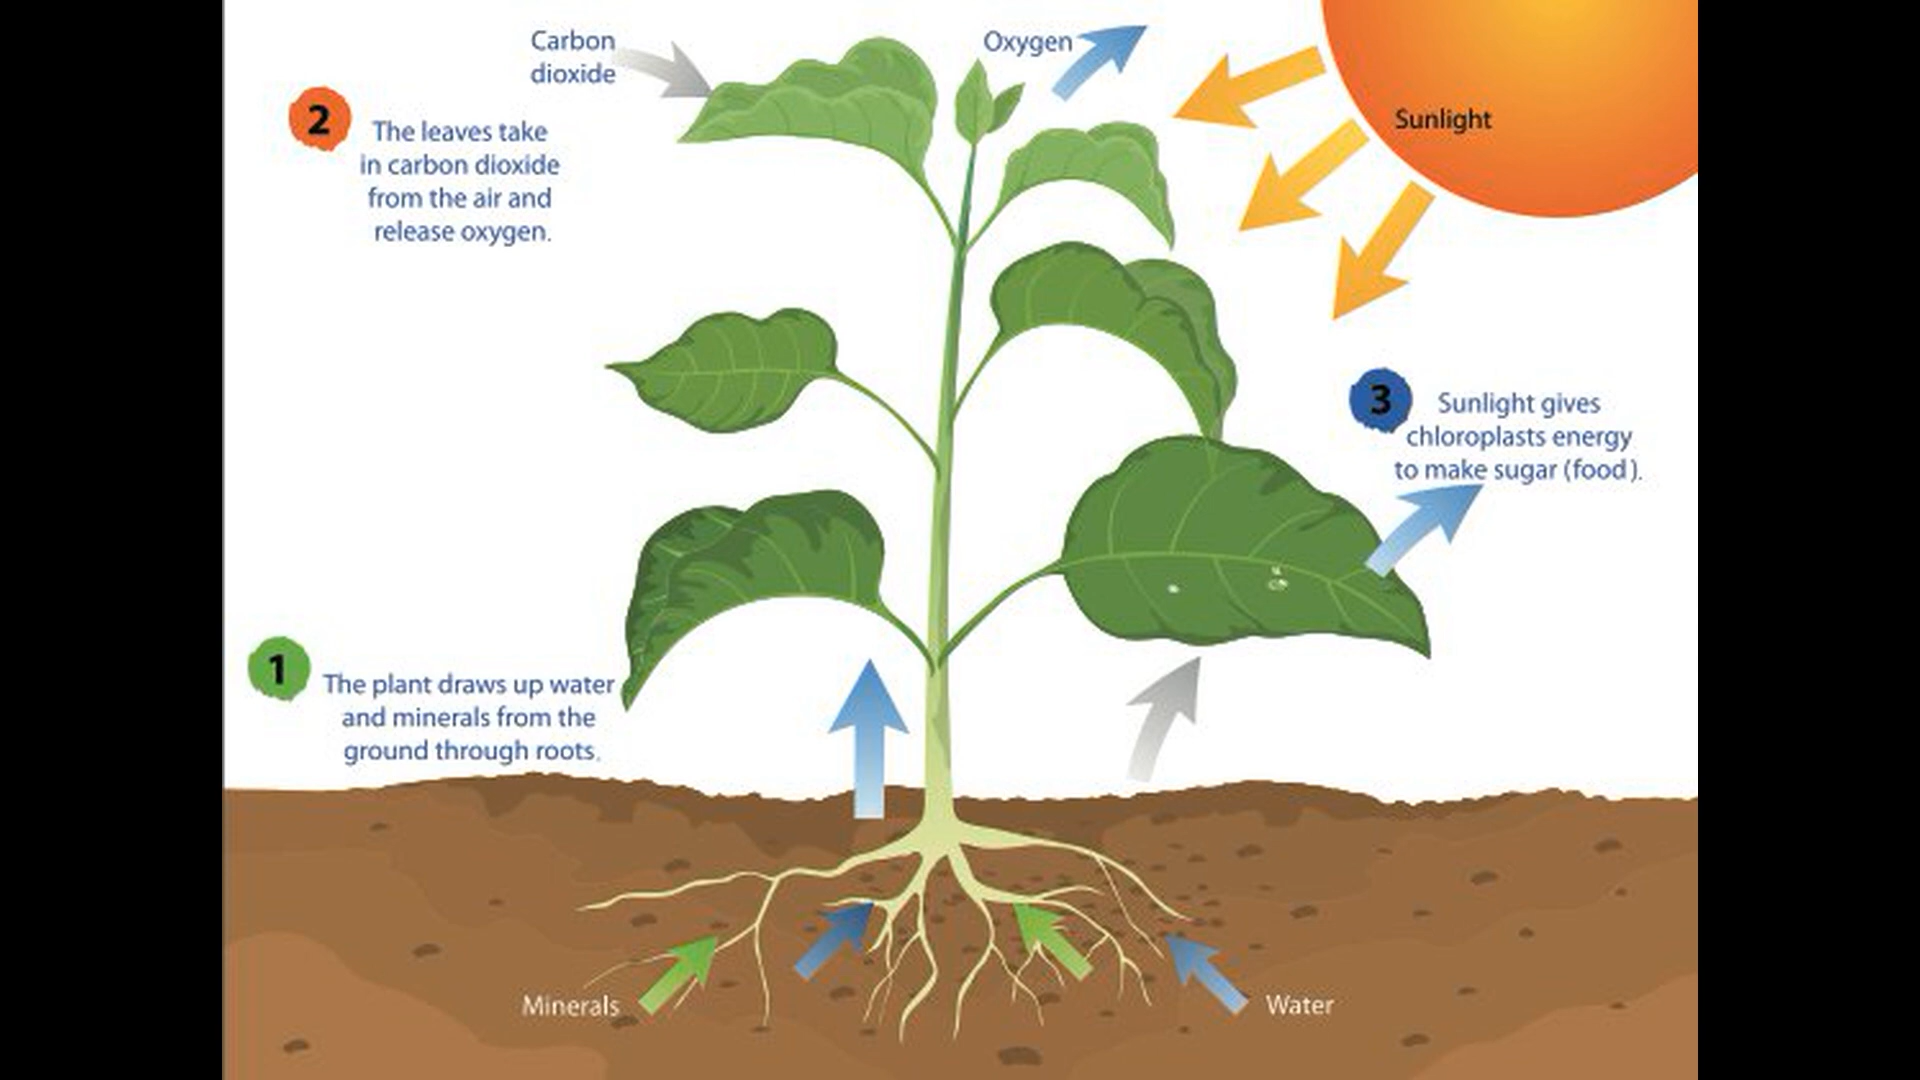 Carbon
dioxide
Oxygen
Sunlight
2
The leaves take
in carbon dioxide
from the air and
release oxygen.
3
Sunlight gives
chloroplasts energy
to make sugar (food).
1
The plant draws up water
and minerals from the
ground through roots.
Minerals
Water